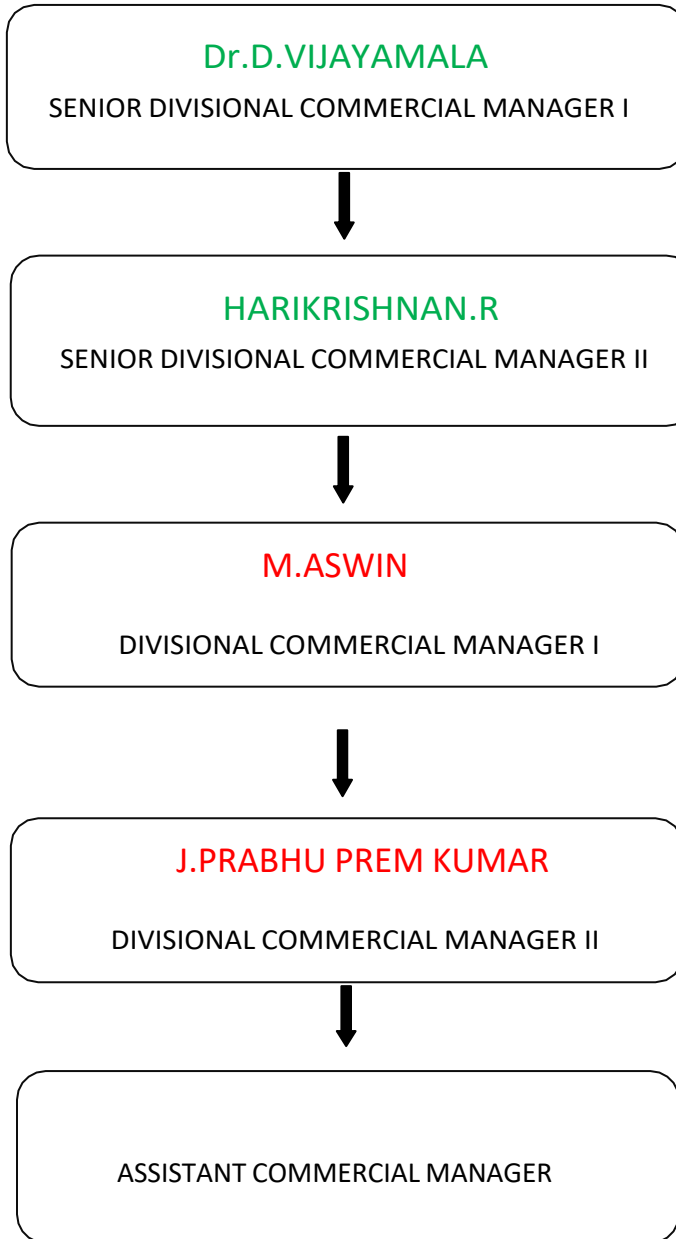 Dr.D.VIJAYAMALA
SENIOR DIVISIONAL COMMERCIAL MANAGER I
HARIKRISHNAN.R
SENIOR DIVISIONAL COMMERCIAL MANAGER II
M.ASWIN
DIVISIONAL COMMERCIAL MANAGER I
J.PRABHU PREM KUMAR
DIVISIONAL COMMERCIAL MANAGER II
ASSISTANT COMMERCIAL MANAGER